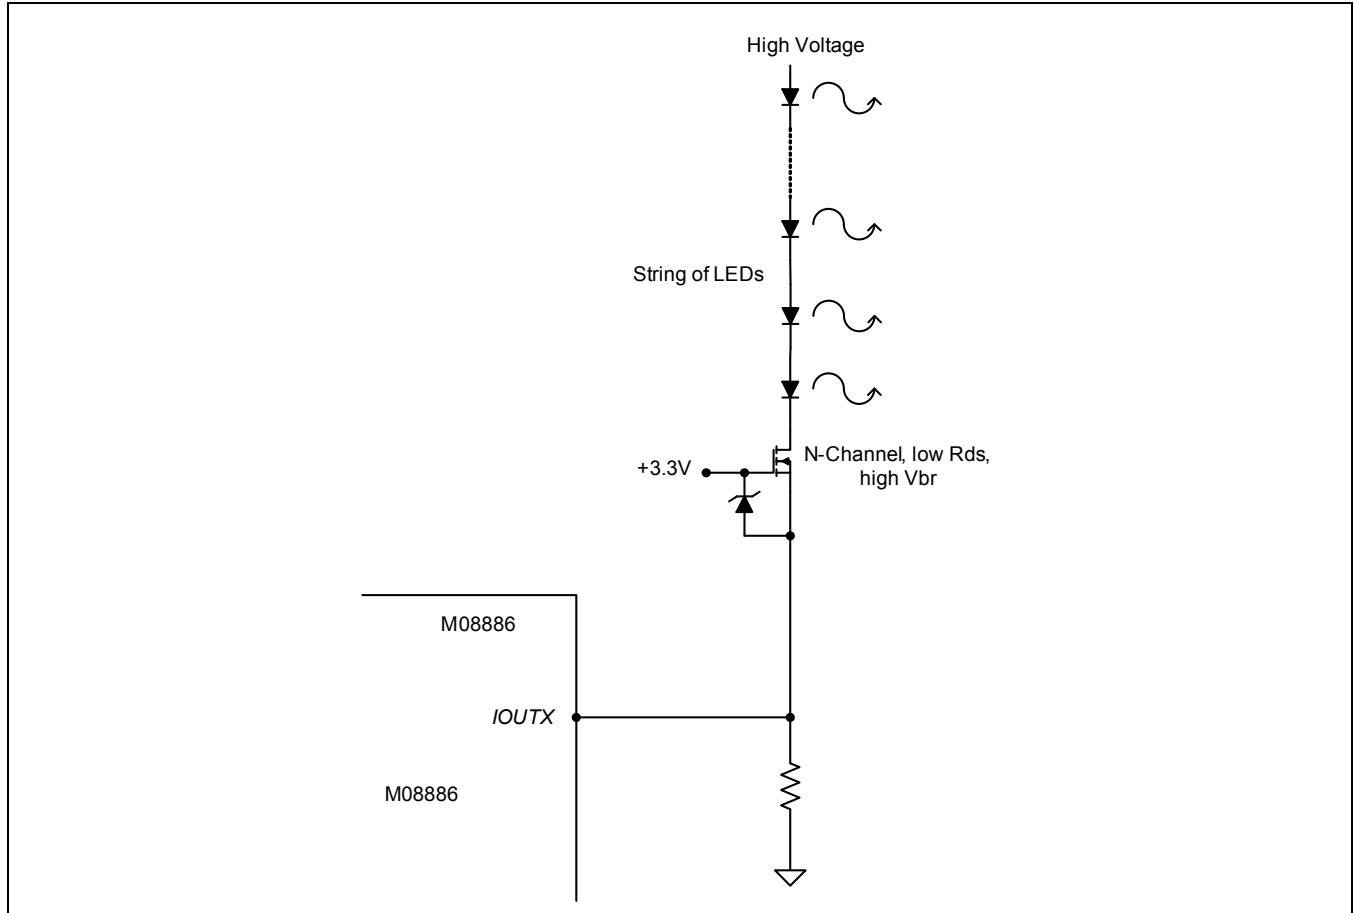 High Voltage
String of LEDs
N-Channel, low Rds,
high Vbr
+3.3V
M08886
IOUTX
M08886